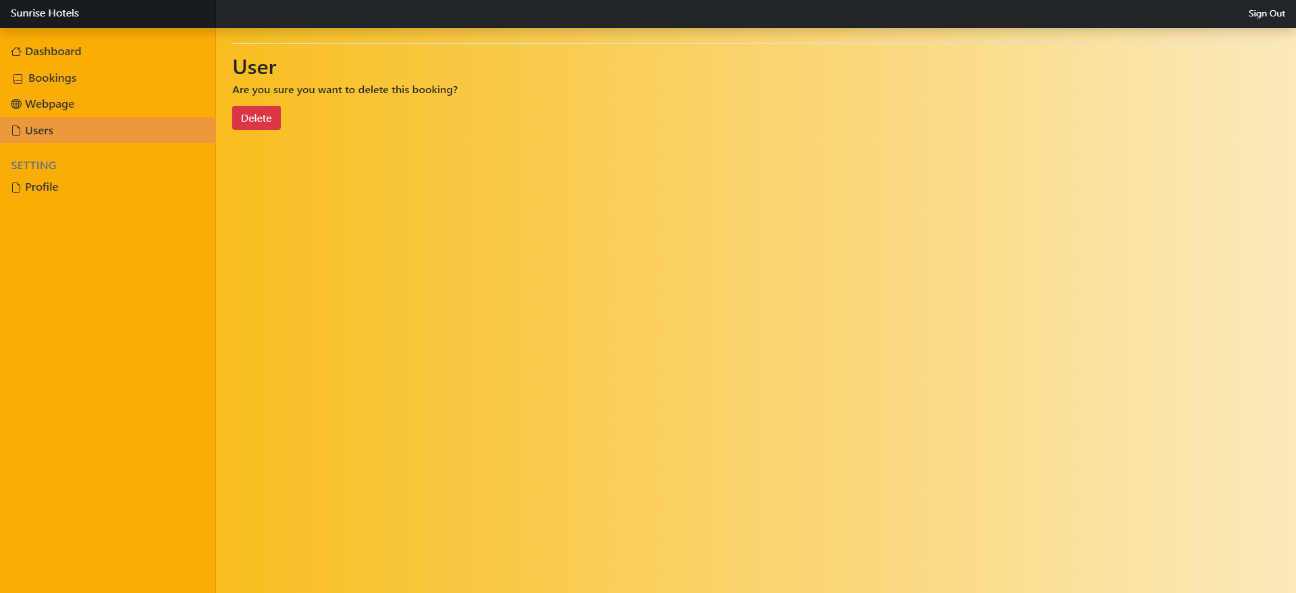 Sunrise Hotels
Sign Out
Dashboard
Bookings
Webpage
Users
SETTING
Profile
User
Are you sure you want to delete this booking?
Delete